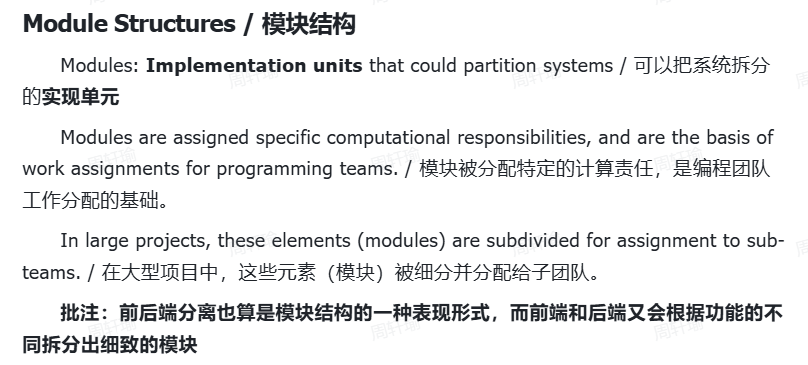 Module Structures / 模块结构
Modules: Implementation units that could partition systems / 可以把系统拆分
的实现单元
Modules are assigned specific computational responsibilities, and are the basis of
work assignments for programming teams. / 模块被分配特定的计算责任，是编程团队
工作分配的基础。
In large projects, these elements (modules) are subdivided for assignment to sub-
teams. / 在大型项目中，这些元素（模块）被细分并分配给子团队。
批注：前后端分离也算是模块结构的一种表现形式，而前端和后端又会根据功能的不
同拆分出细致的模块